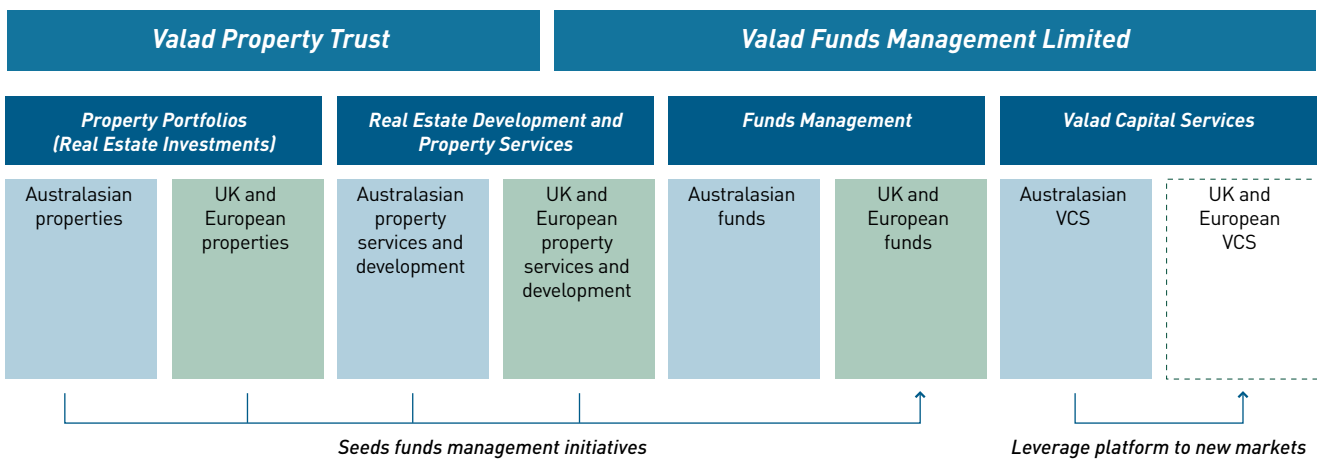 Valad Property Trust
Valad Funds Management Limited
Property Portfolios
(Real Estate Investments)
Real Estate Development and
Property Services
Funds Management
Valad Capital Services
Australasian
properties
UK and
European
properties
Australasian
property
services and
development
UK and
European
property
services and
development
Australasian
funds
UK and
European
funds
Australasian
VCS
UK and
European
VCS
Seeds funds management initiatives
Leverage platform to new markets